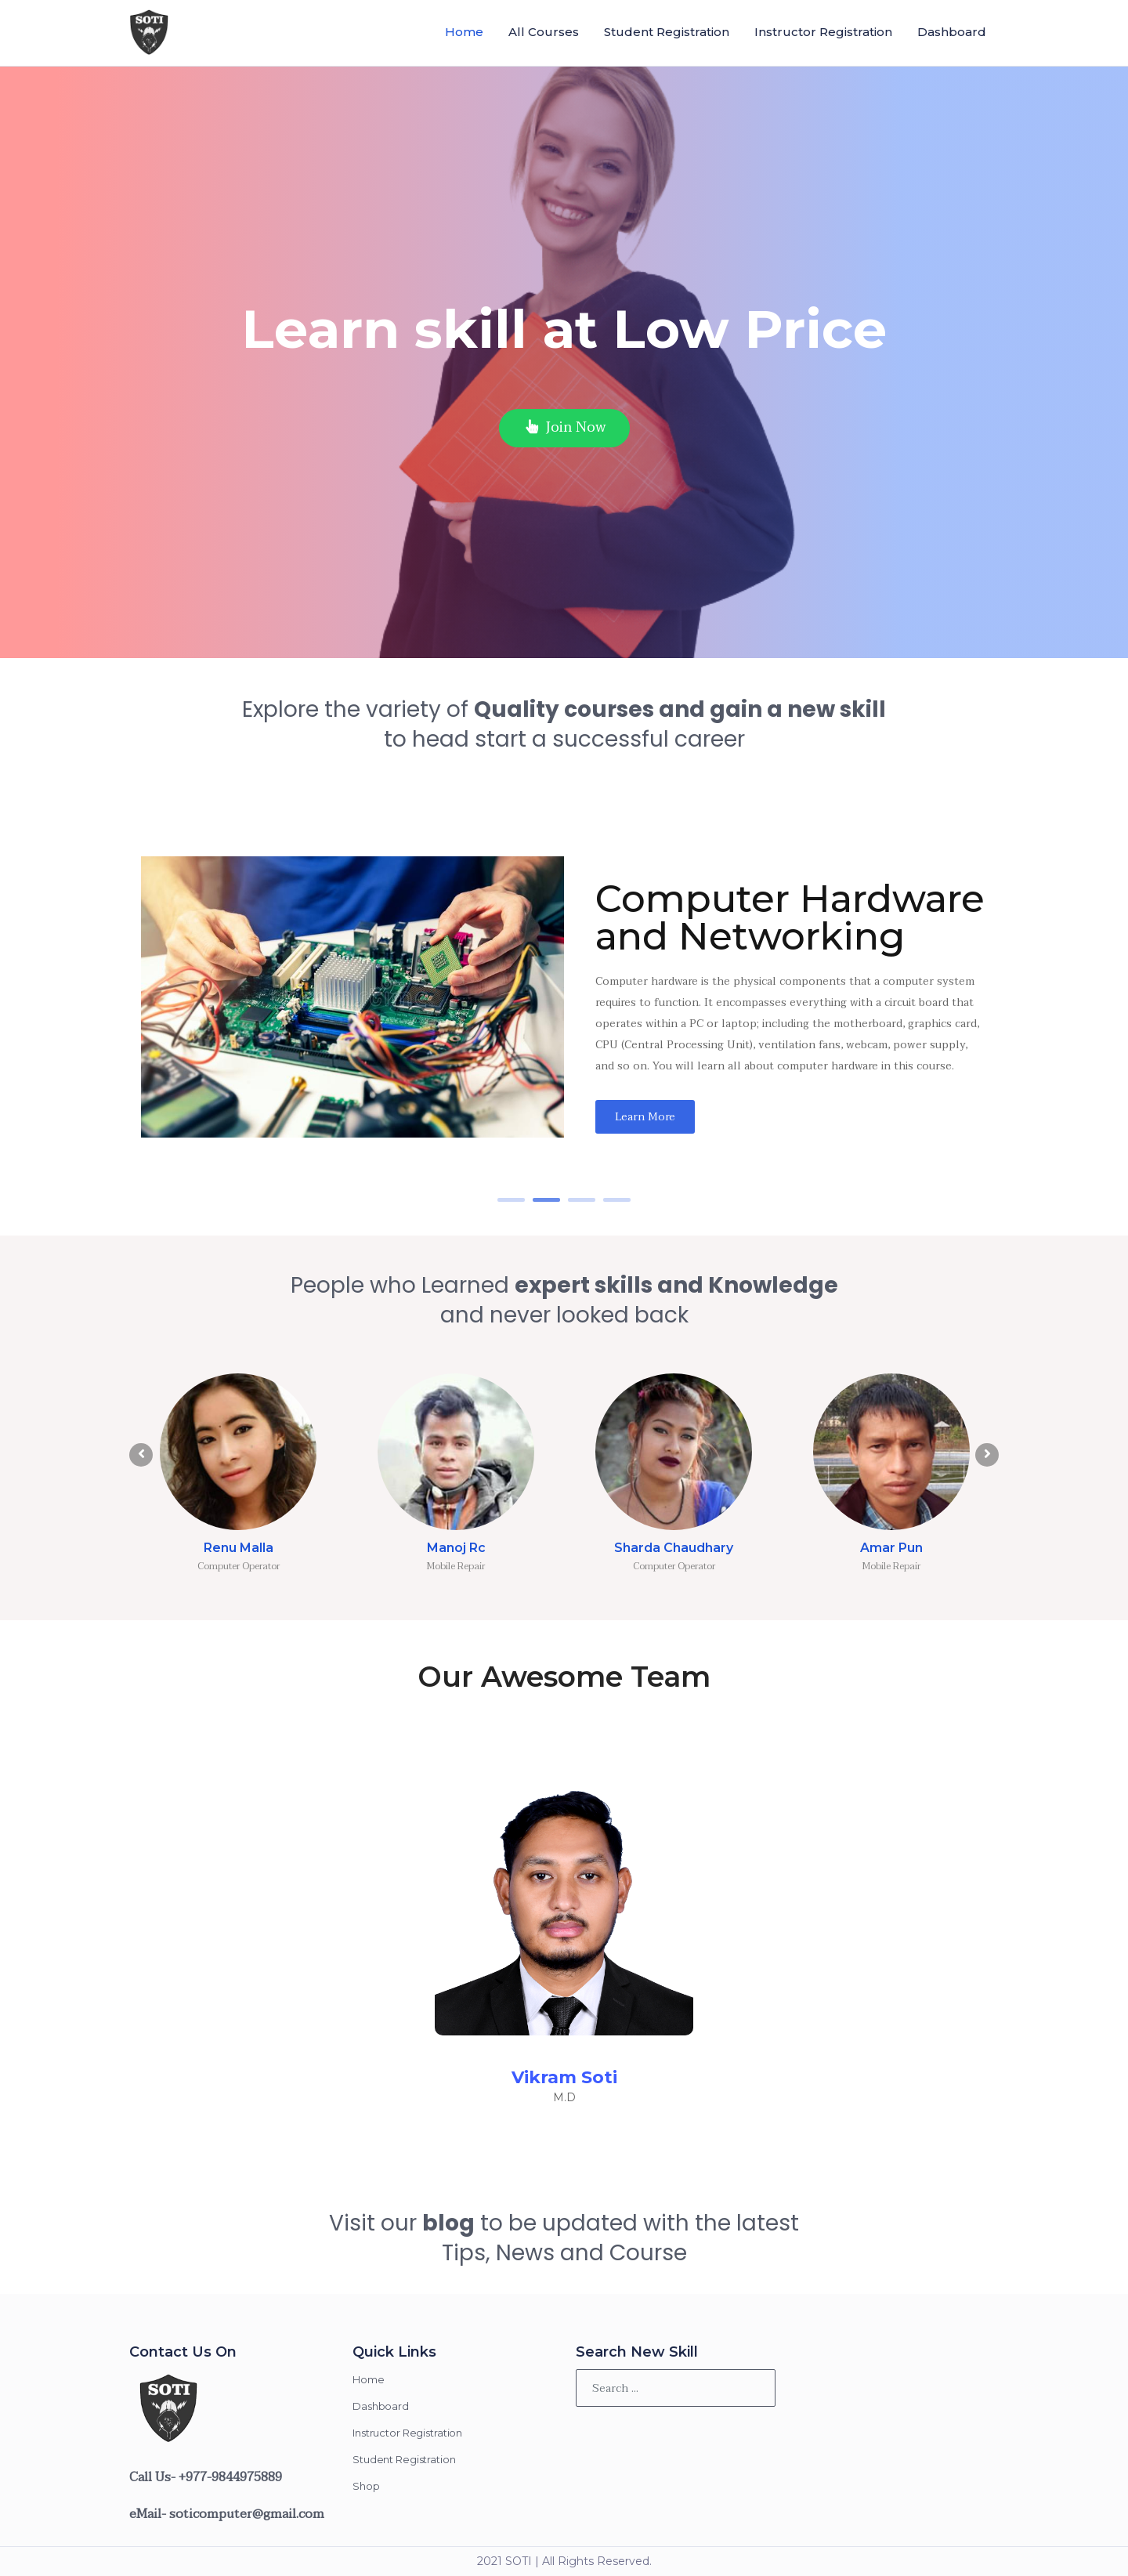 SOTI
Home
All Courses
Student Registration
Instructor Registration
Dashboard
Learn skill at Low Price
Join Now
Explore the variety of Quality courses and gain a new skill
to head start a successful career
Computer Hardware
and Networking
Computer hardware is the physical components that a computer system
requires to function. It encompasses everything with a circuit board that
operates within a PC or laptop; including the motherboard, graphics card,
CPU (Central Processing Unit), ventilation fans, webcam, power supply,
and so on. You will learn all about computer hardware in this course.
Learn More
People who Learned expert skills and Knowledge
and never looked back
Renu Malla
Computer Operator
Manoj Rc
Mobile Repair
Sharda Chaudhary
Computer Operator
Amar Pun
Mobile Repair
Our Awesome Team
Vikram Soti
M.D
Visit our blog to be updated with the latest
Tips, News and Course
Contact Us On
SOTI
Call Us- +977-9844975889
eMail- soticomputer@gmail.com
Quick Links
Home
Dashboard
Instructor Registration
Student Registration
Shop
Search New Skill
Search ...
2021 SOTI | All Rights Reserved.